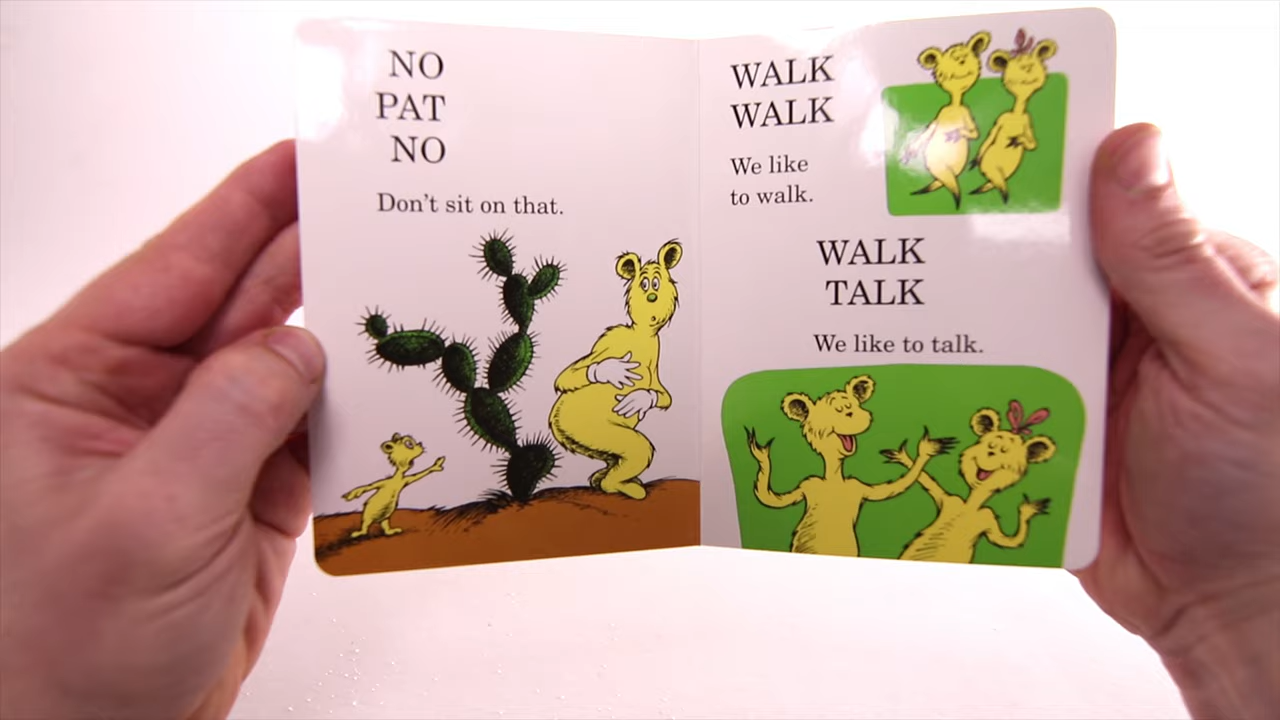 NO
PAT
NO
Don't sit on that.
WALK
WALK
We like
to walk.
WALK
TALK
We like to talk.